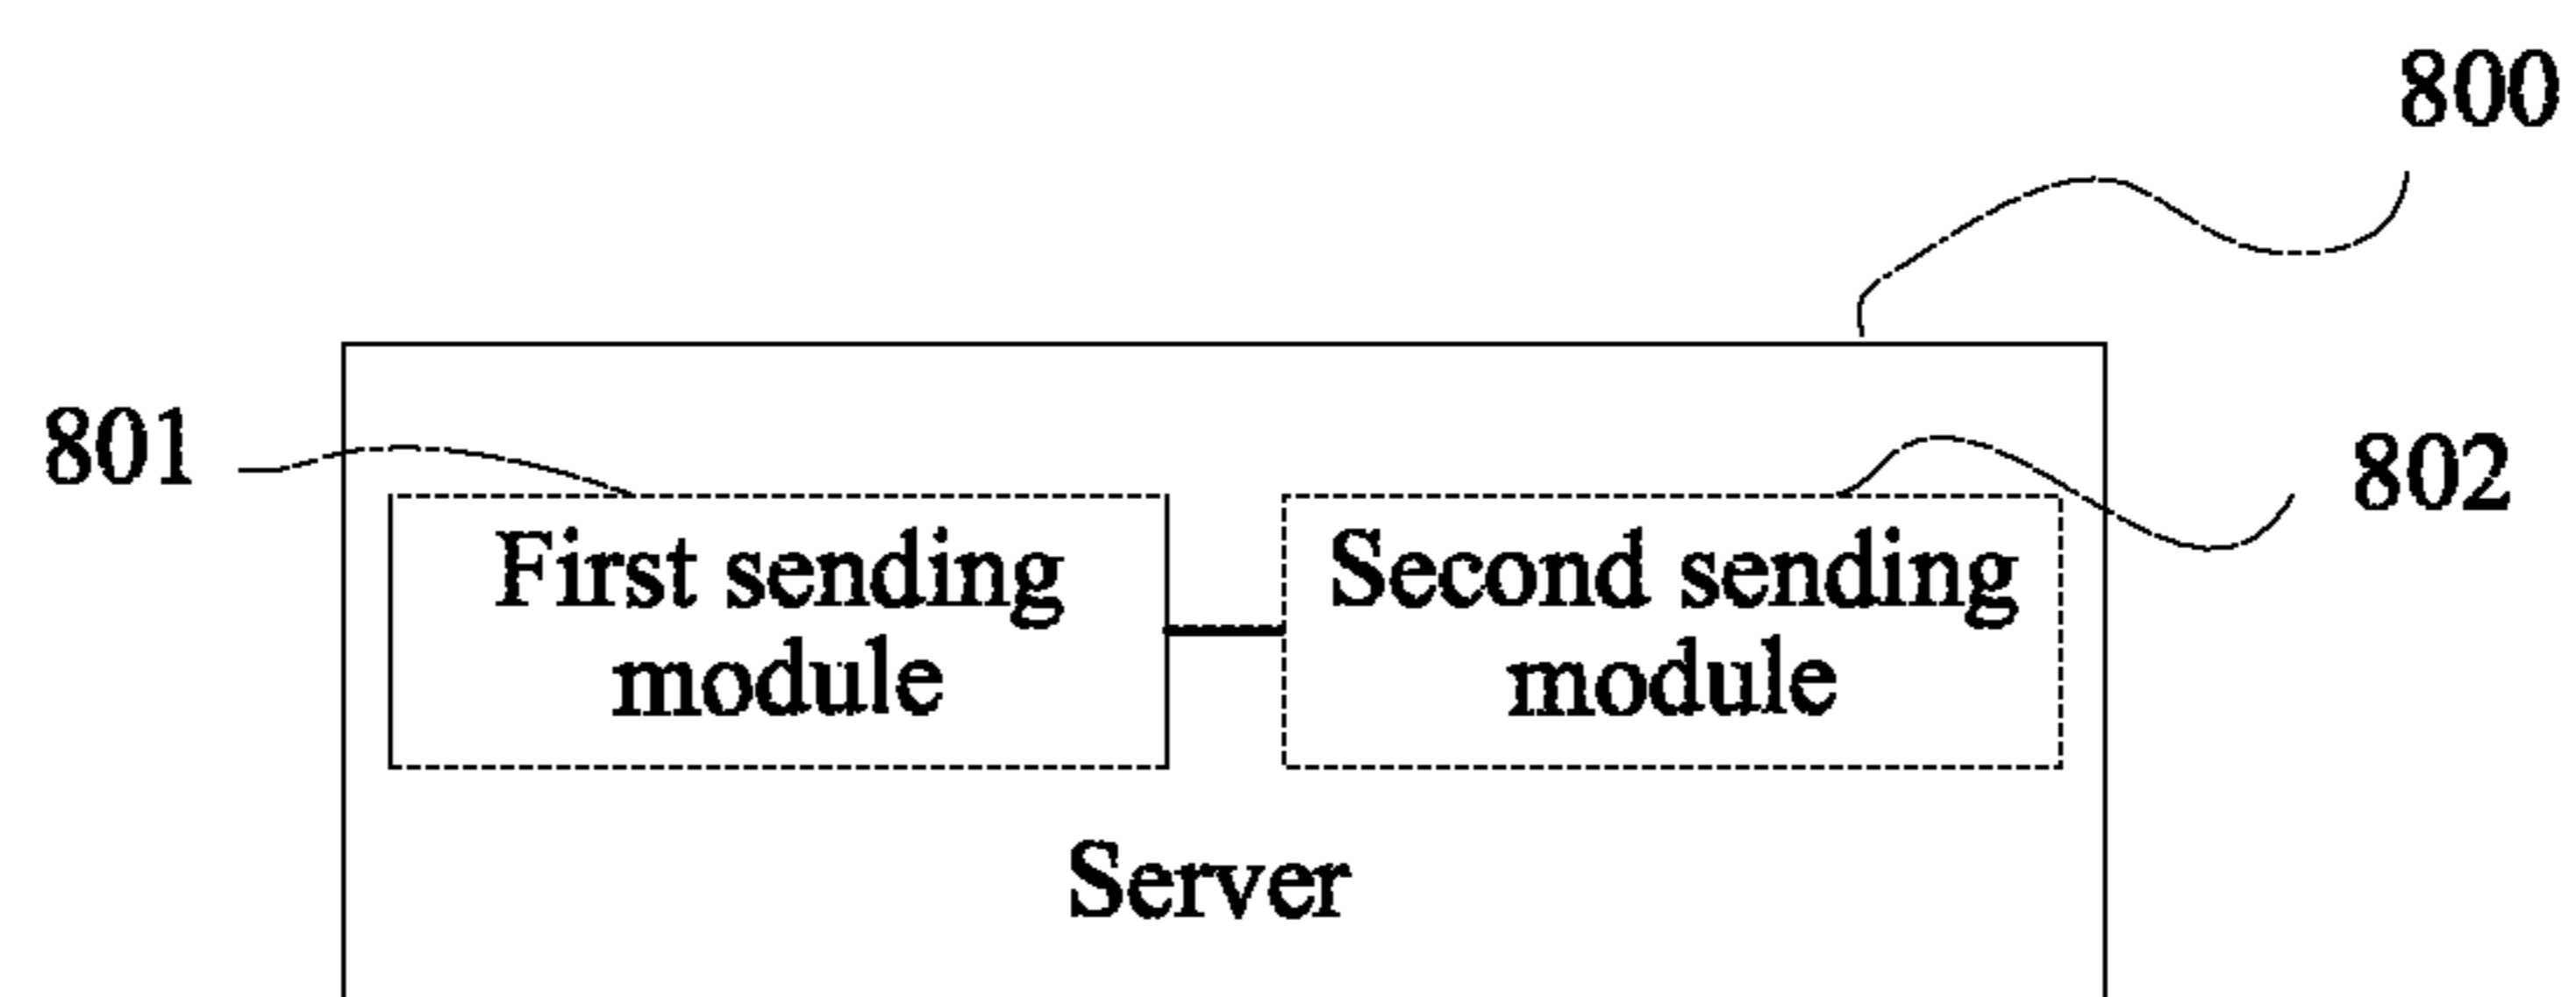 800
801
802
First sending
module
Second sending
module
Server